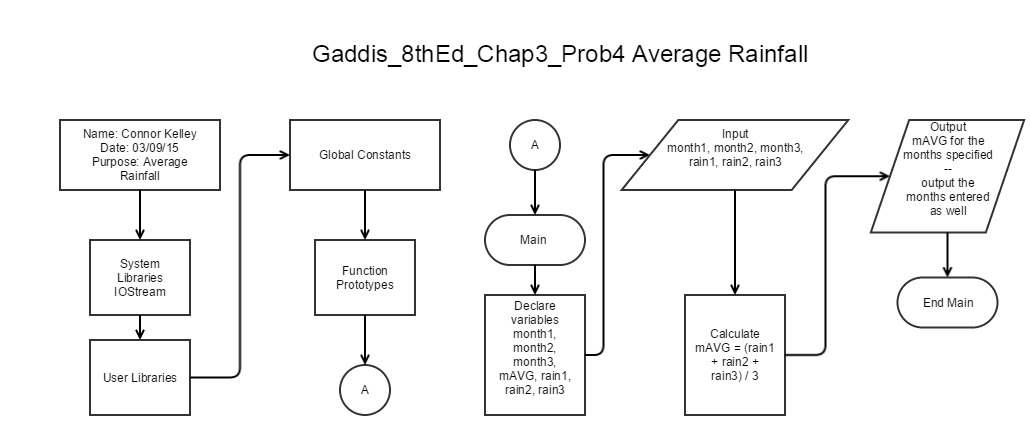 Gaddis_8thEd_Chap3_Prob4 Average Rainfall
Name: Connor Kelley
Date: 03/09/15
Purpose: Average
Rainfall
System
Libraries
IOStream
User Libraries
Global Constants
Function
Prototypes
A
A
Main
Declare
variables
month1,
month2,
month3,
mAVG, rain1,
rain2, rain3
Input
month1, month2, month3,
rain1, rain2, rain3
Calculate
mAVG = (rain1
+ rain2 +
rain3) / 3
Output
mAVG for the
months specified
--
output the
months entered
as well
End Main